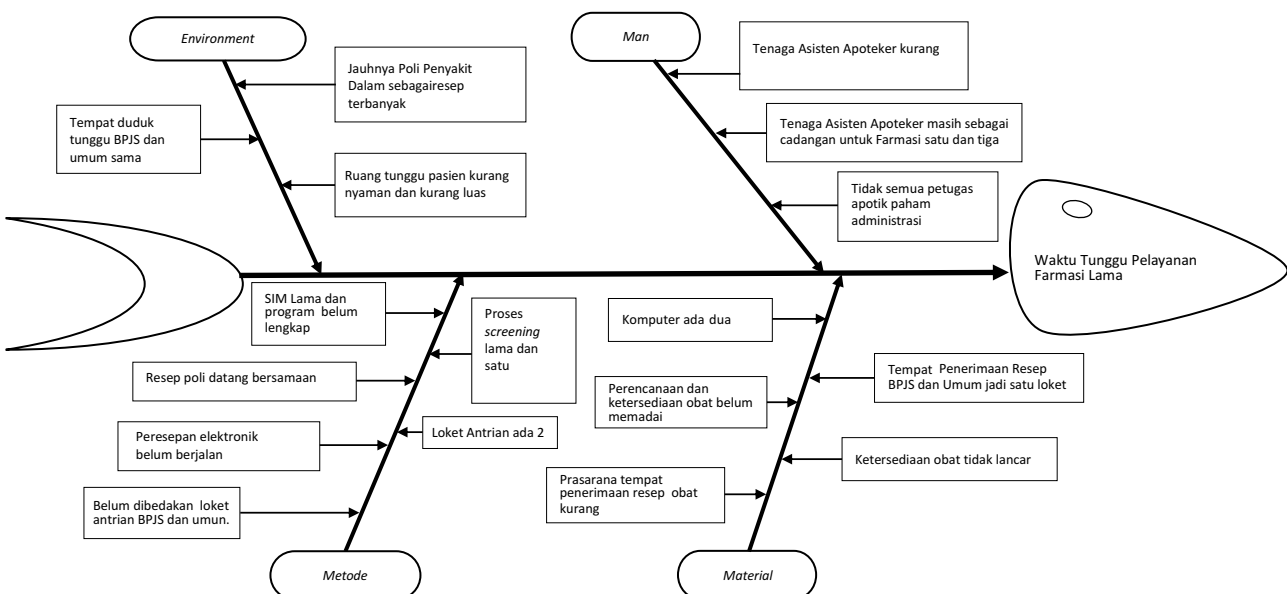 Environment
Man
Jauhnya Poli Penyakit
Dalam sebagairesep
terbanyak
Tenaga Asisten Apoteker kurang
Tempat duduk
tunggu BPJS dan
umum sama
Tenaga Asisten Apoteker masih sebagai
cadangan untuk Farmasi satu dan tiga
Ruang tunggu pasien kurang
nyaman dan kurang luas
Tidak semua petugas
apotik paham
administrasi
Waktu Tunggu Pelayanan
Farmasi Lama
SIM Lama dan
program belum
lengkap
Proses
screening
lama dan
satu
Komputer ada dua
Resep poli datang bersamaan
Tempat Penerimaan Resep
BPJS dan Umum jadi satu loket
Perencanaan dan
ketersediaan obat belum
memadai
Peresepan elektronik
belum berjalan
Loket Antrian ada 2
Ketersediaan obat tidak lancar
Prasarana tempat
penerimaan resep obat
kurang
Belum dibedakan loket
antrian BPJS dan umun.
Metode
Material